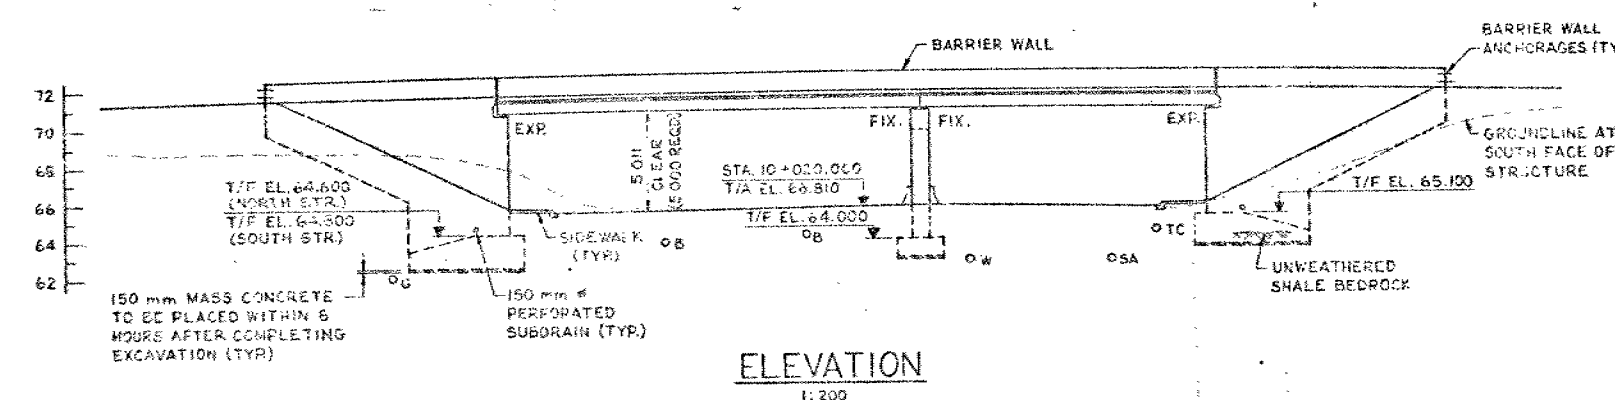 BARRIER WALL
BARRIER WALL
ANCHORAGES (TY
72
70
68
66
64
62
EXP.
FIX.
FIX.
EXP.
5.011
CLEAR
STA. 10+020.060
T/A EL. 66.810
T/F EL. 64.000
T/F EL. 64.600
(NORTH STR.)
T/F EL. 64.300
(SOUTH STR.)
SIDEWALK
(TYP.)
B
B
W
SA
TC
G
T/F EL. 65.100
GROUNDLINE AT
SOUTH FACE OF
STRUCTURE
UNWEATHERED
SHALE BEDROCK
150 mm MASS CONCRETE
TO BE PLACED WITHIN 6
HOURS AFTER COMPLETING
EXCAVATION (TYP.)
150 mm ø
PERFORATED
SUBDRAIN (TYP.)
ELEVATION
1:200